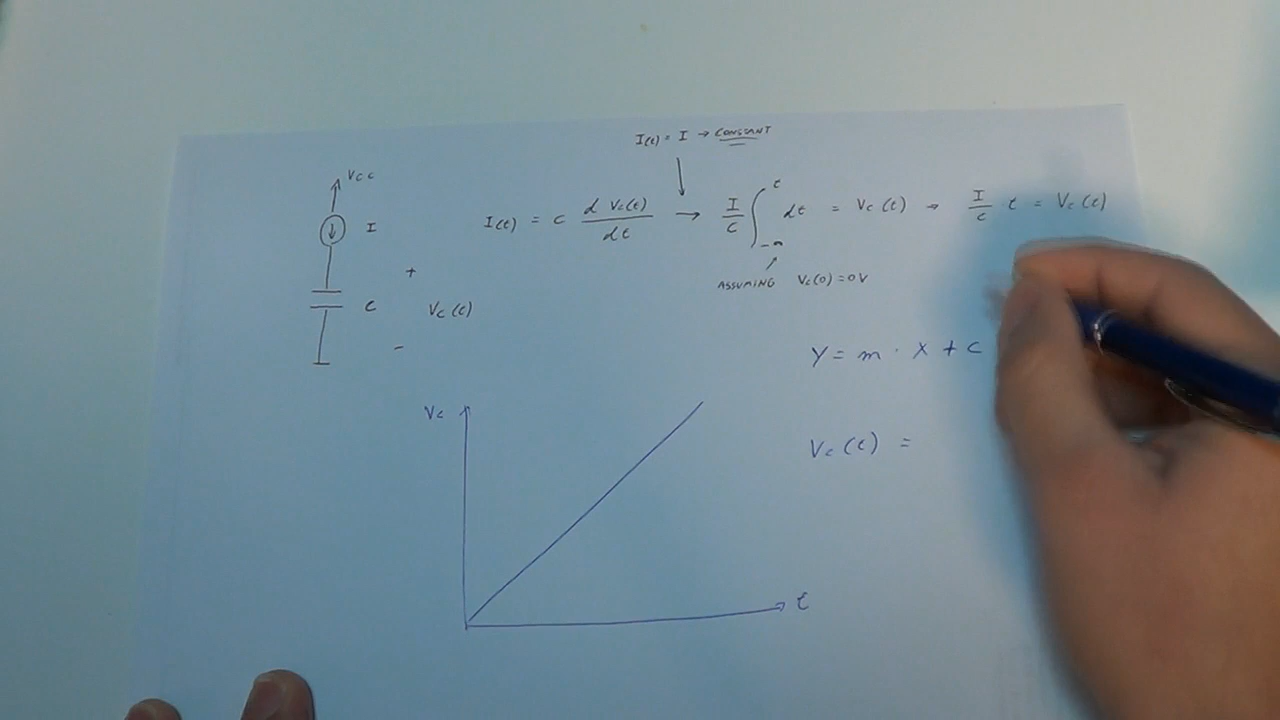 I(t) = I → CONSTANT
Vcc
I(t) = C d Vc(t) / dt → I/C ∫ -∞ t dt = Vc(t) → I/C t = Vc(t)
I
+
ASSUMING Vc(0)=0V
C
Vc(t)
-
Y = m · X + C
Vc
Vc(t) =
t